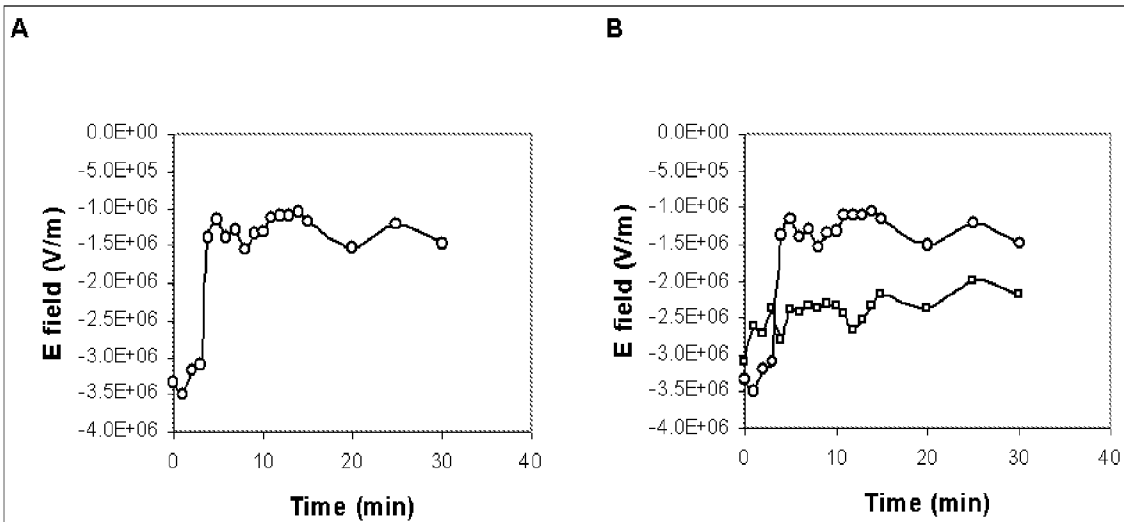 A
E field (V/m)
0.0E+00
-5.0E+05
-1.0E+06
-1.5E+06
-2.0E+06
-2.5E+06
-3.0E+06
-3.5E+06
-4.0E+06
0 10 20 30 40
Time (min)
B
E field (V/m)
0.0E+00
-5.0E+05
-1.0E+06
-1.5E+06
-2.0E+06
-2.5E+06
-3.0E+06
-3.5E+06
-4.0E+06
0 10 20 30 40
Time (min)